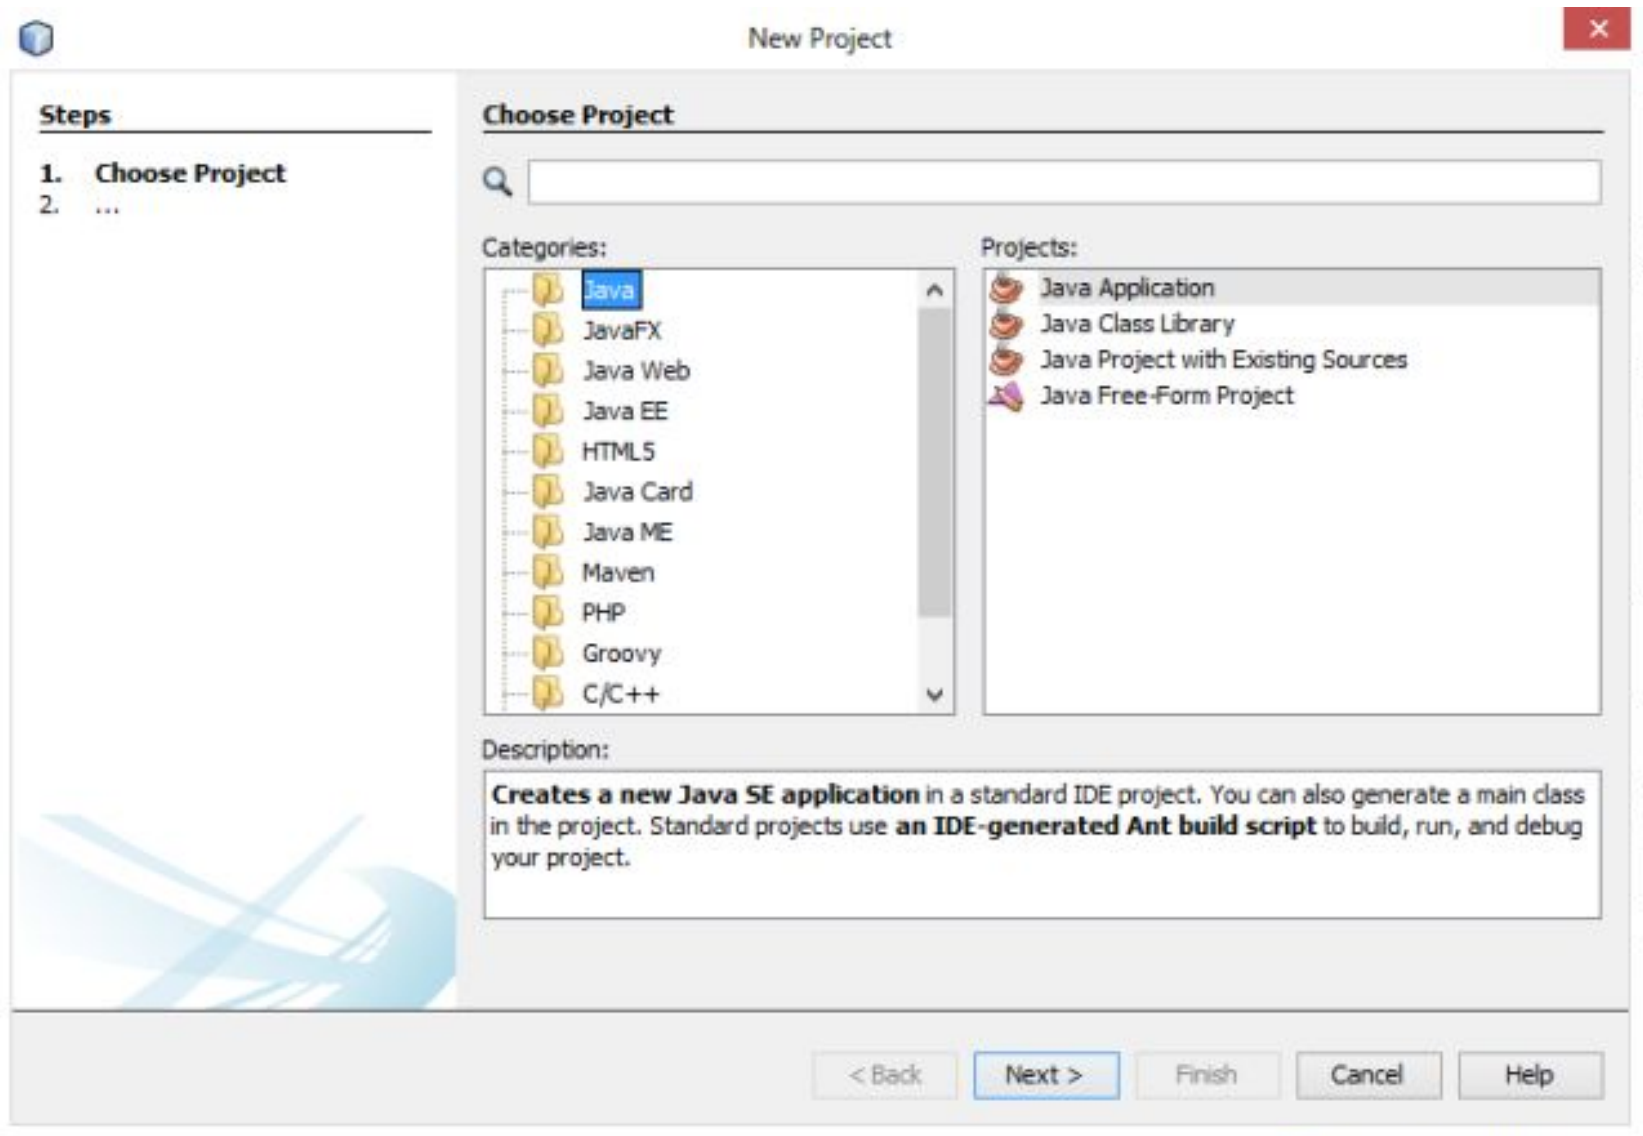 New Project
Steps
1. Choose Project
2. ...
Choose Project
Categories:
Java
JavaFX
Java Web
Java EE
HTML5
Java Card
Java ME
Maven
PHP
Groovy
C/C++
Projects:
Java Application
Java Class Library
Java Project with Existing Sources
Java Free-Form Project
Description:
Creates a new Java SE application in a standard IDE project. You can also generate a main class
in the project. Standard projects use an IDE-generated Ant build script to build, run, and debug
your project.
< Back
Next >
Finish
Cancel
Help